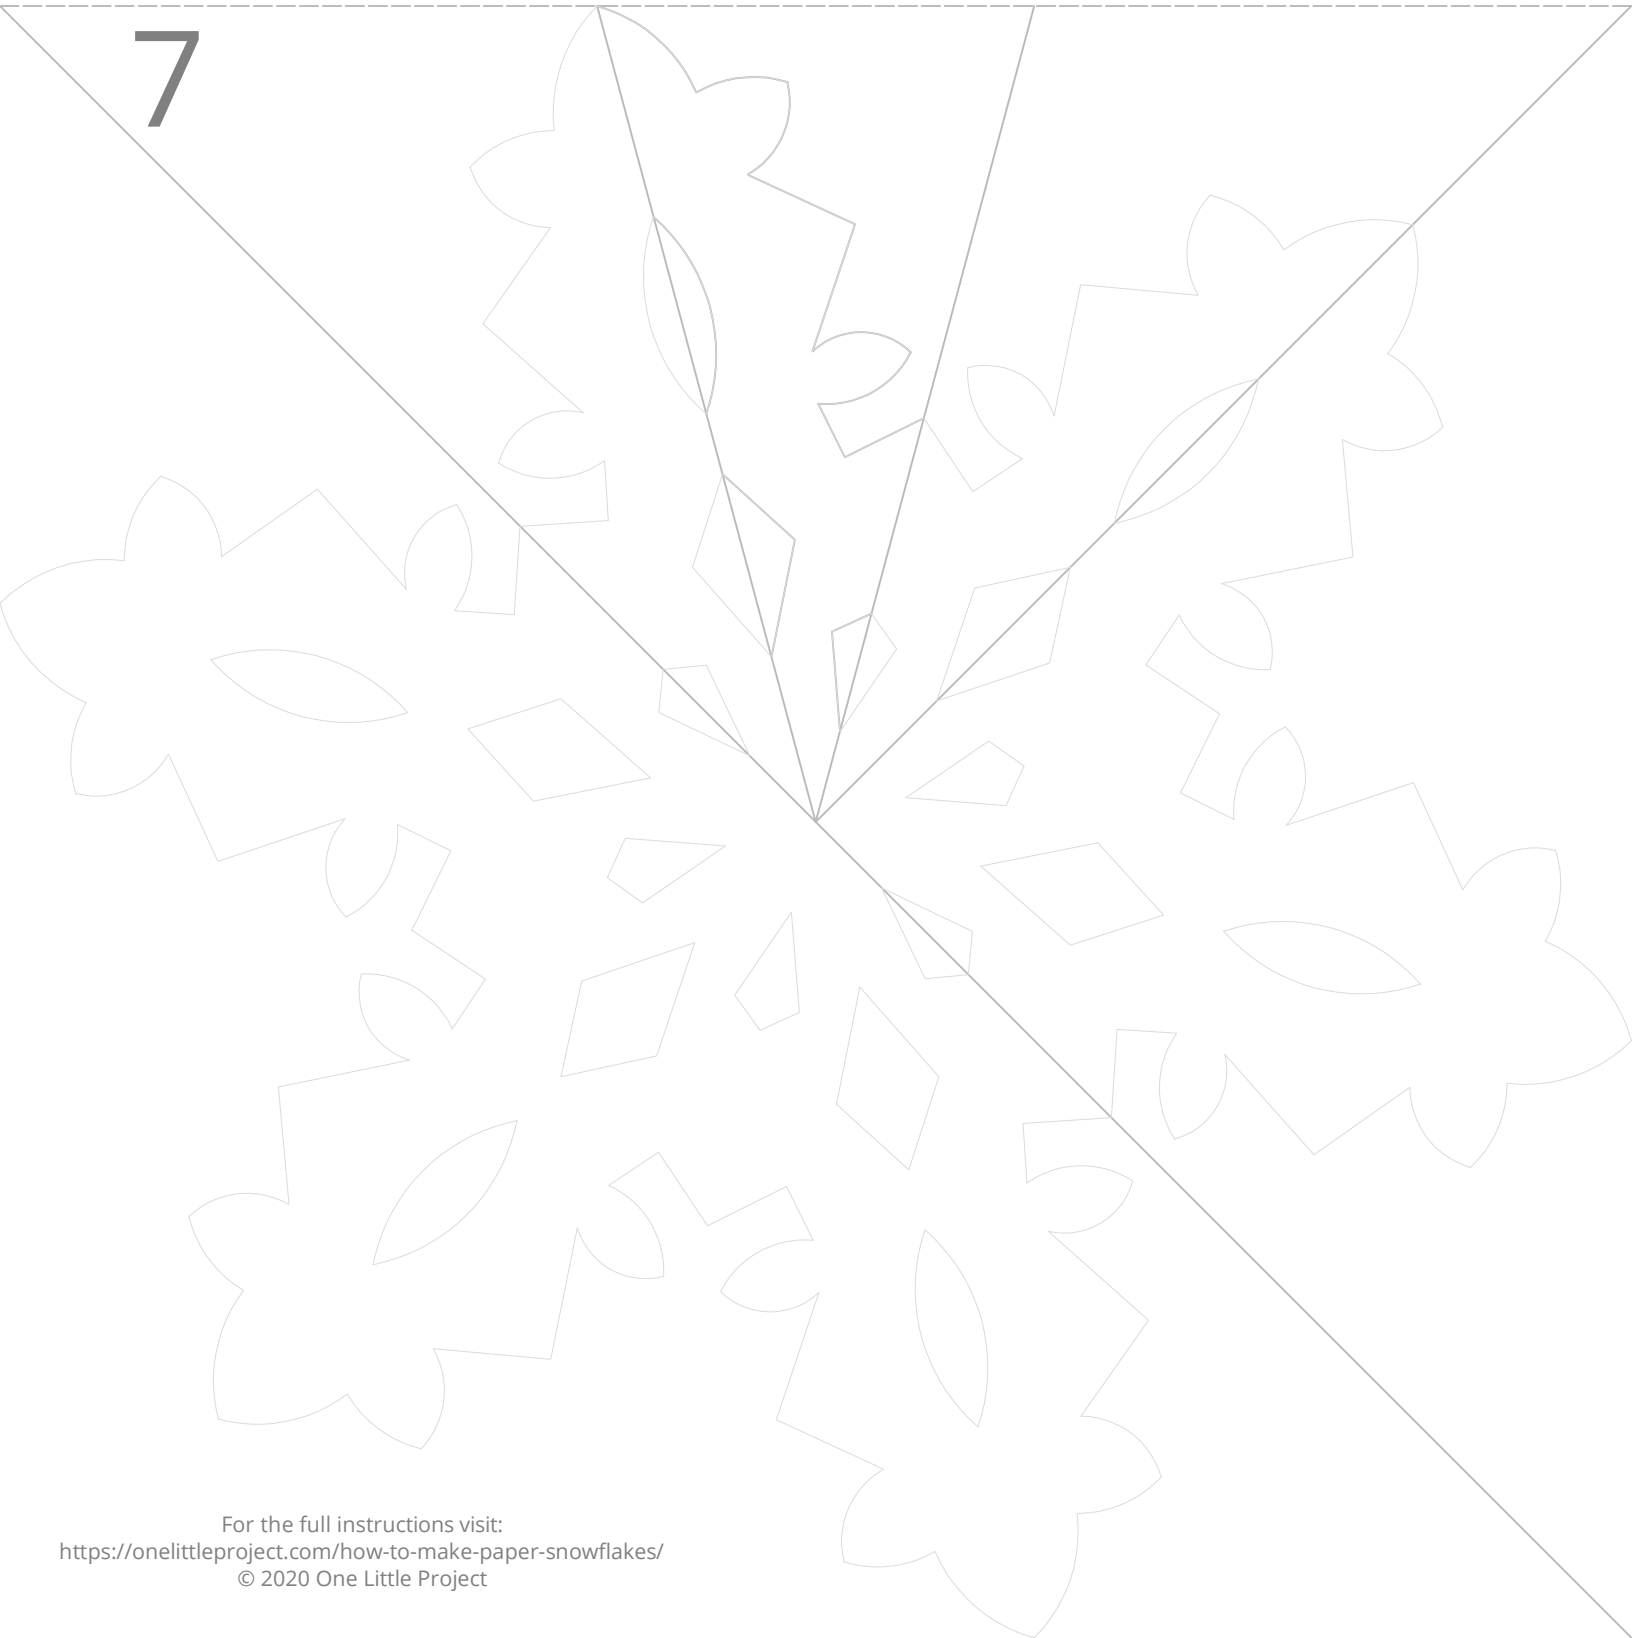 7
For the full instructions visit:
https://onelittleproject.com/how-to-make-paper-snowflakes/
© 2020 One Little Project